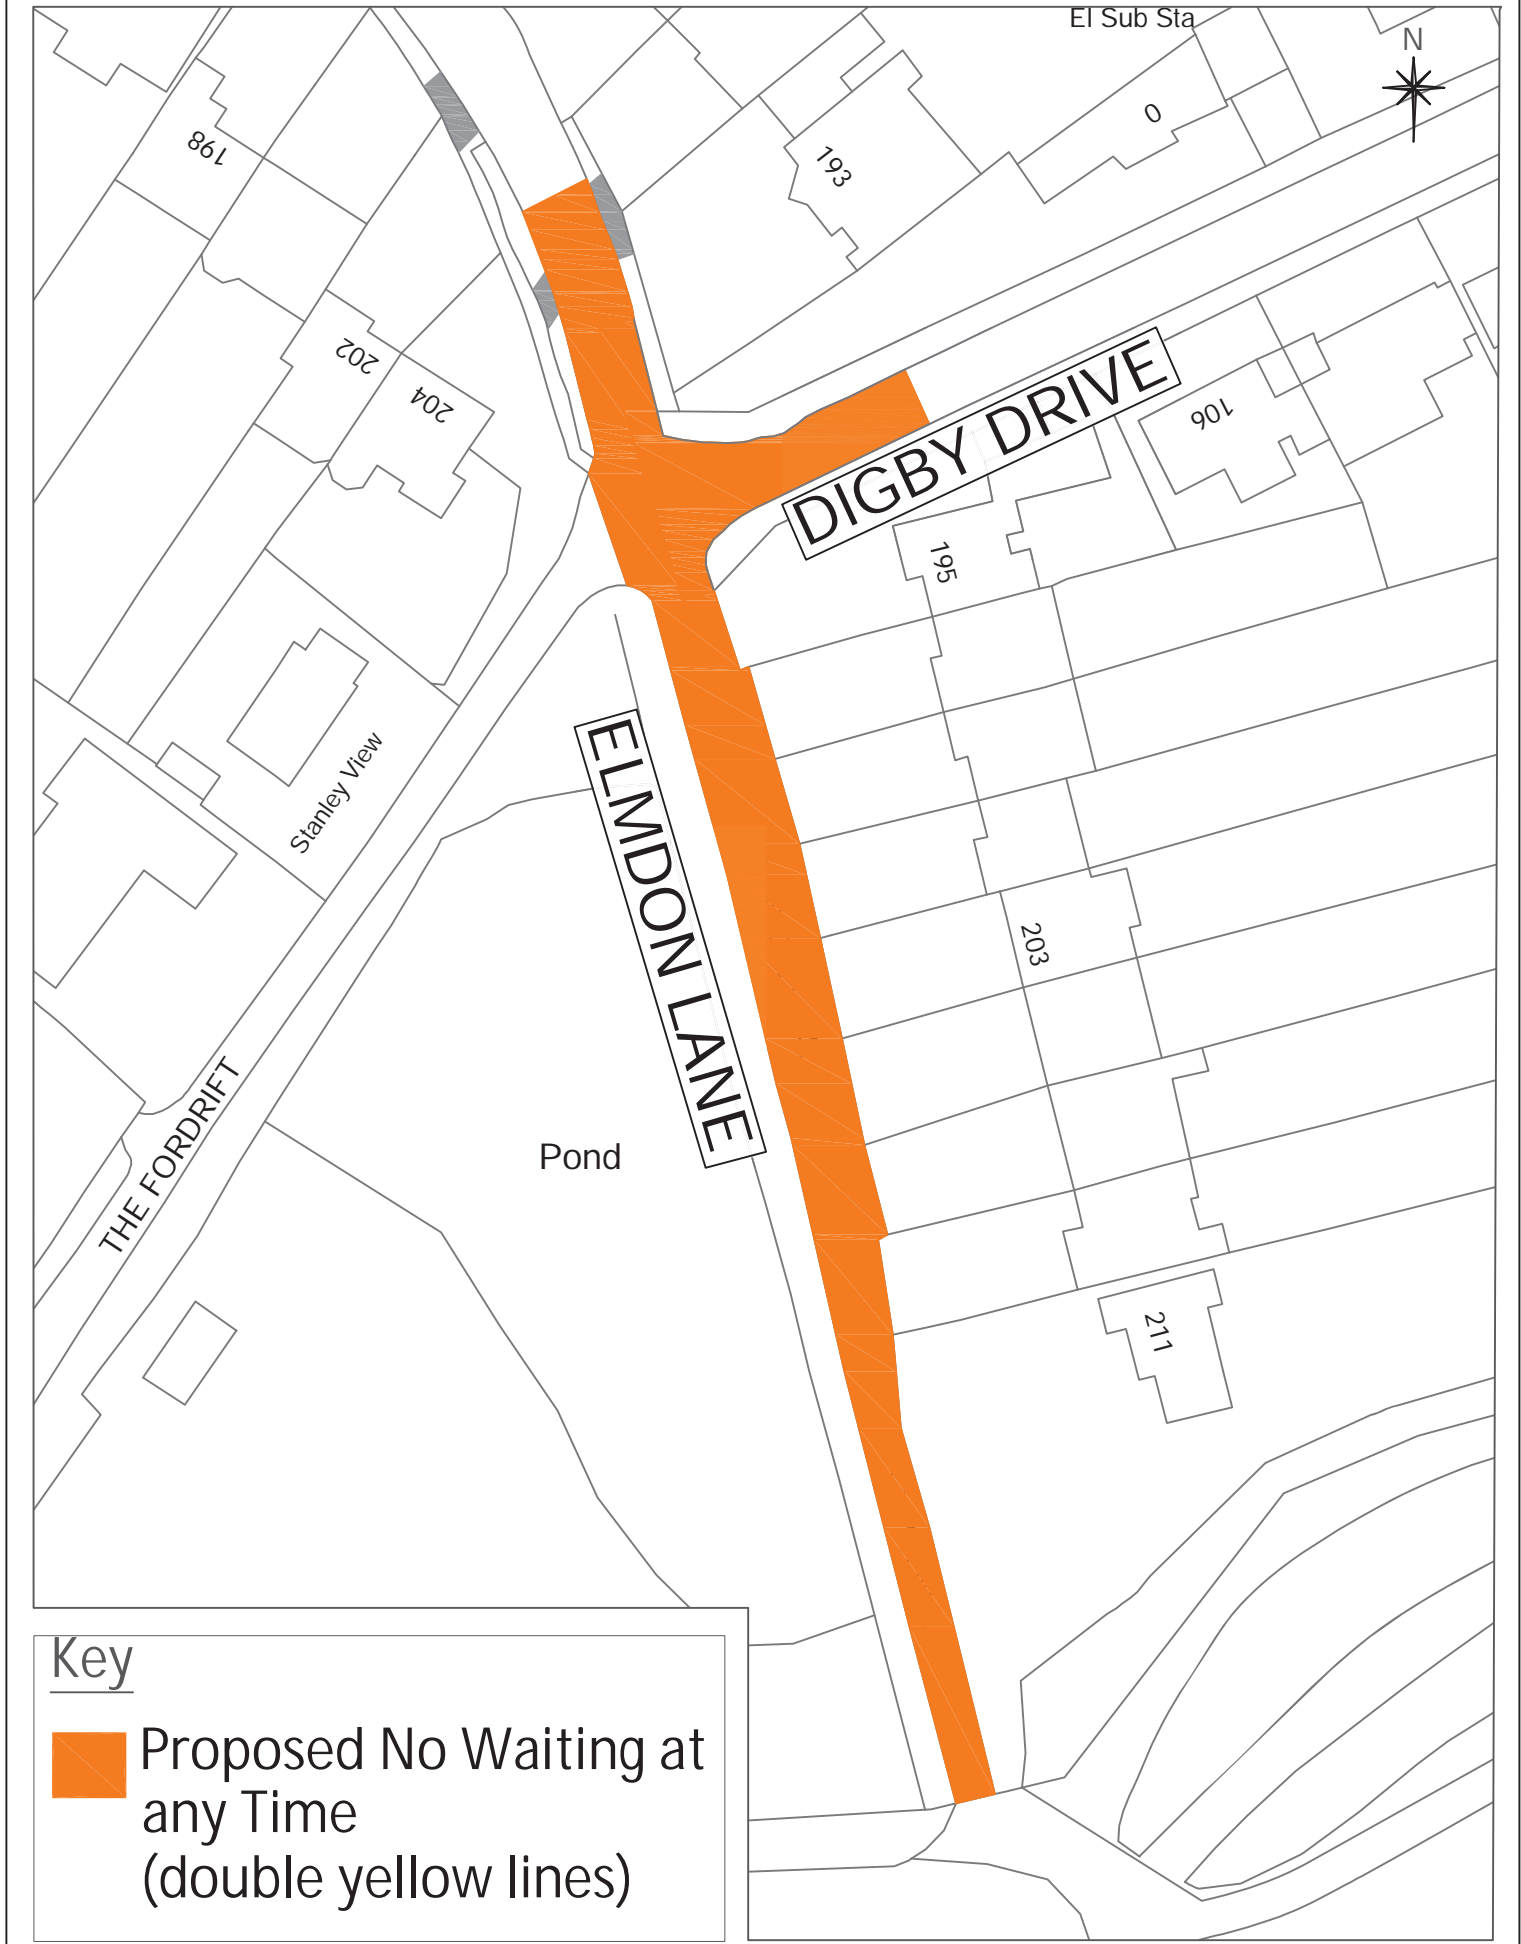 El Sub Sta
N
0
198
193
202
204
DIGBY DRIVE
106
195
Stanley View
ELMDON LANE
203
THE FORDRIFT
Pond
211
Key
Proposed No Waiting at
any Time
(double yellow lines)